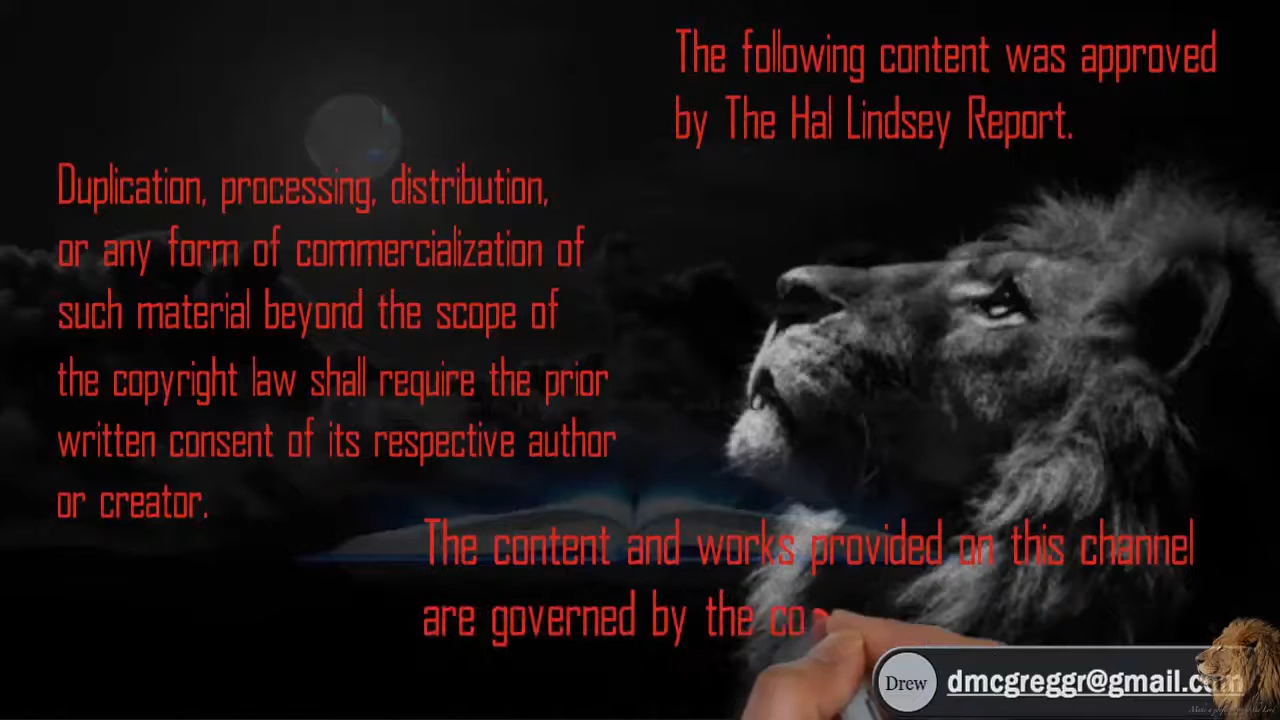 The following content was approved
by The Hal Lindsey Report.
Duplication, processing, distribution,
or any form of commercialization of
such material beyond the scope of
the copyright law shall require the prior
written consent of its respective author
or creator.
The content and works provided on this channel
are governed by the co
Drew
dmcgreggr@gmail.com